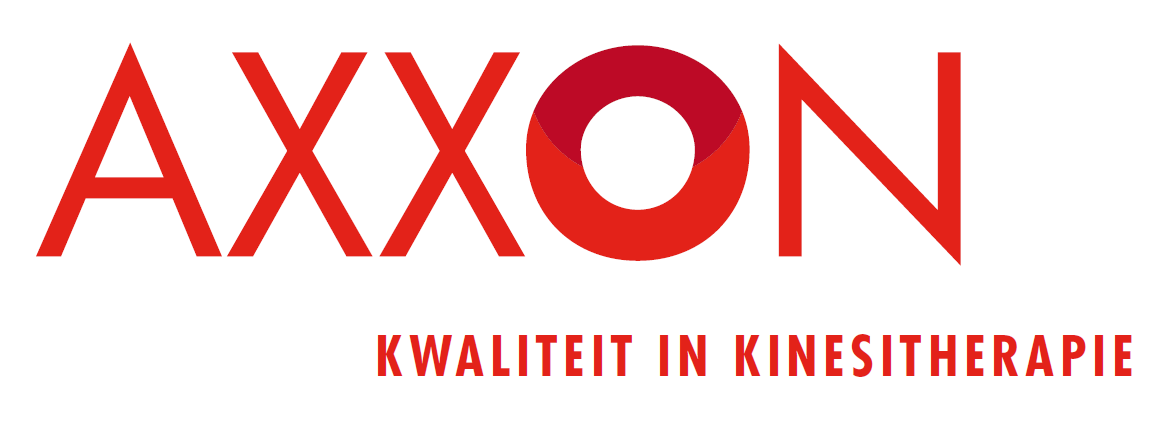 AXXON
KWALITEIT IN KINESITHERAPIE